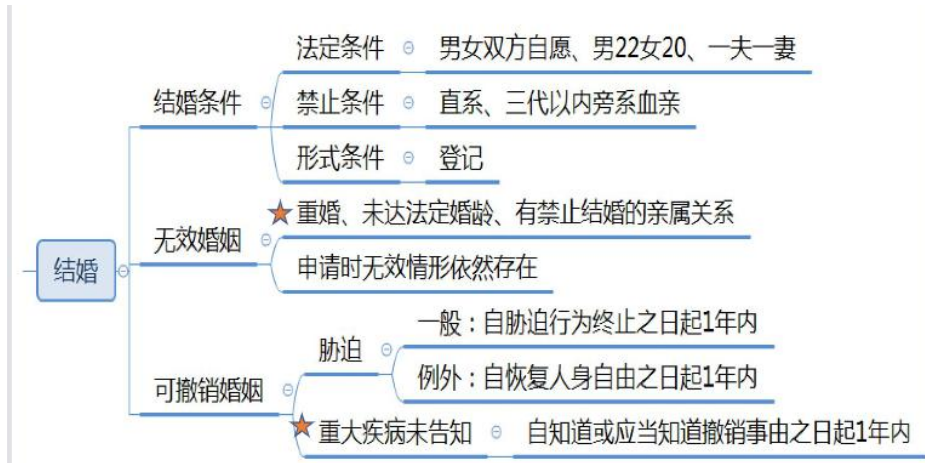 结婚
结婚条件
法定条件
男女双方自愿、男22女20、一夫一妻
禁止条件
直系、三代以内旁系血亲
形式条件
登记
无效婚姻
重婚、未达法定婚龄、有禁止结婚的亲属关系
申请时无效情形依然存在
可撤销婚姻
胁迫
一般：自胁迫行为终止之日起1年内
例外：自恢复人身自由之日起1年内
重大疾病未告知
自知道或应当知道撤销事由之日起1年内